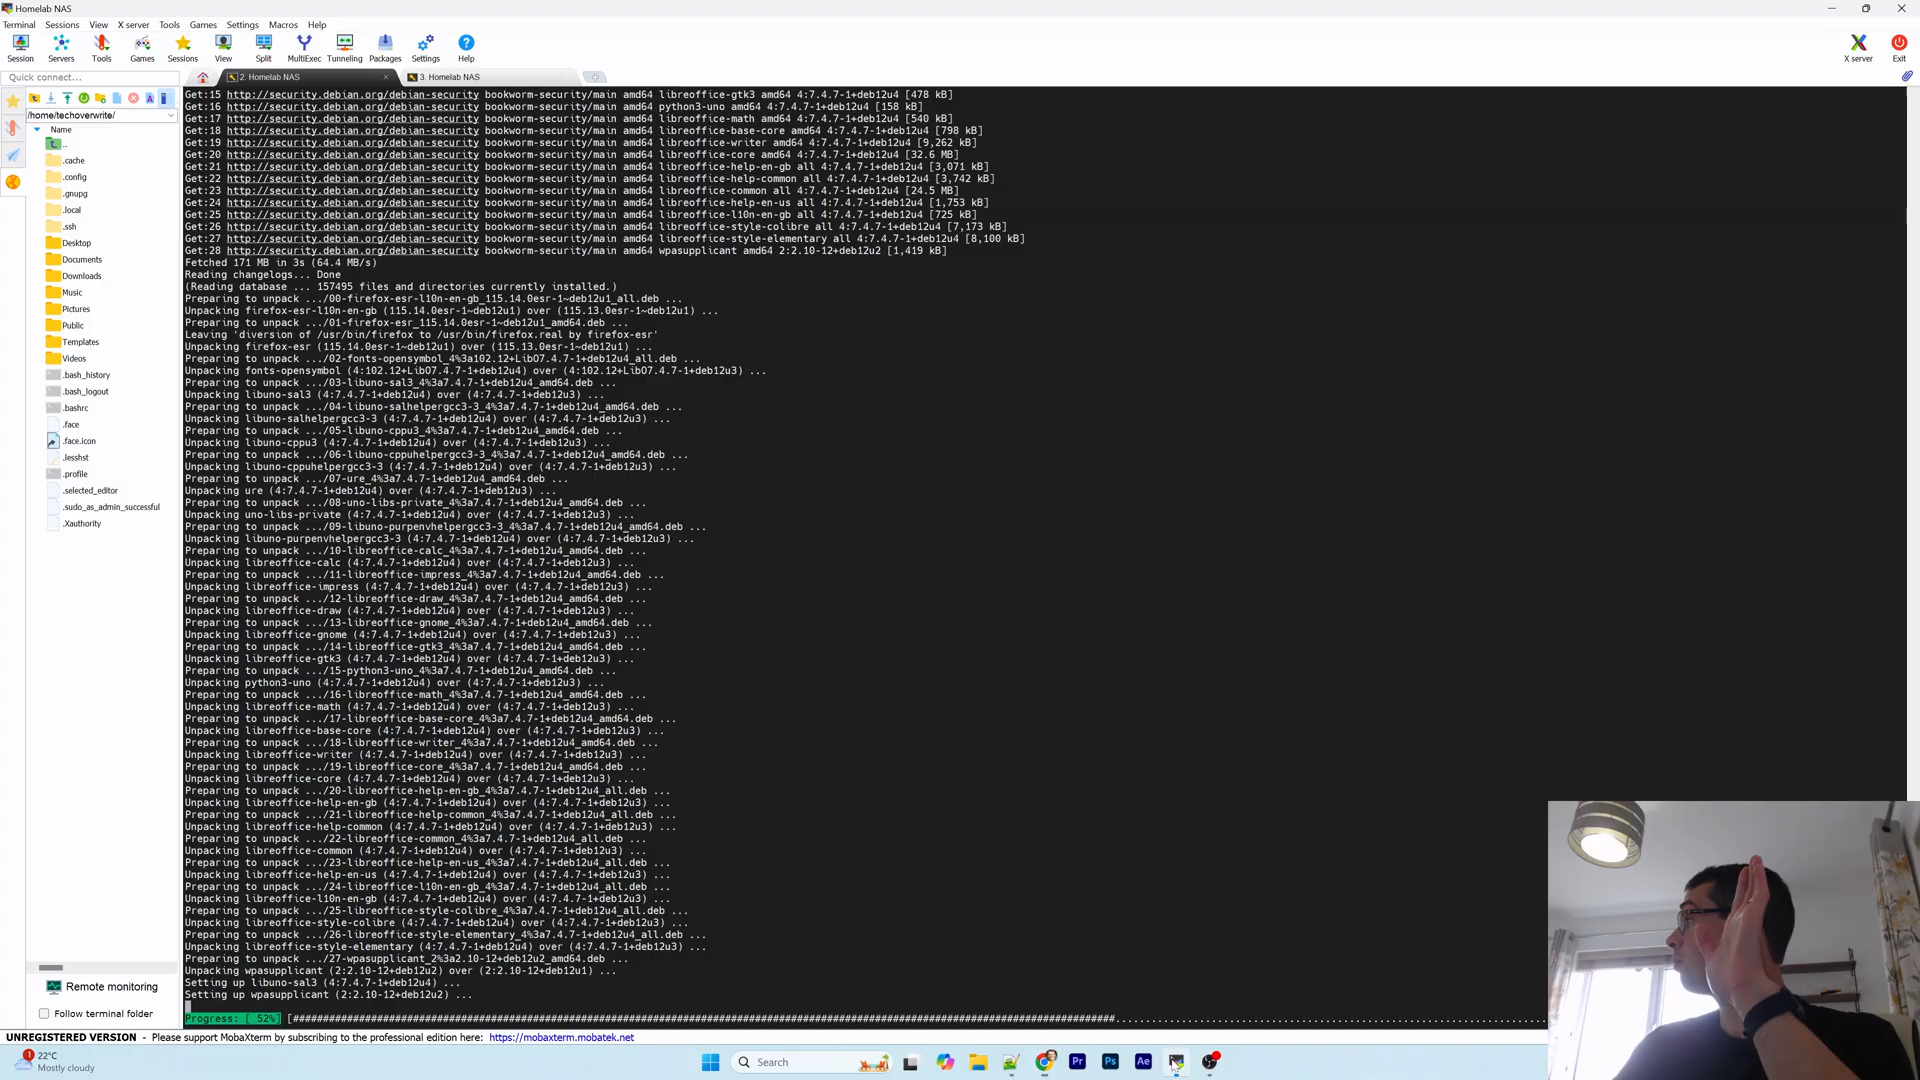 Homelab NAS
Terminal Sessions View X server Tools Games Settings Macros Help
Session Servers Tools Games Sessions View Split MultiExec Tunneling Packages Settings Help X server Exit
Quick connect...
2. Homelab NAS
3. Homelab NAS
/home/techoverwrite/
Name
..
.cache
.config
.gnupg
.local
.ssh
Desktop
Documents
Downloads
Music
Pictures
Public
Templates
Videos
.bash_history
.bash_logout
.bashrc
.face
.face.icon
.lesshst
.profile
.selected_editor
.sudo_as_admin_successful
.Xauthority
Remote monitoring
Follow terminal folder
Get:15 http://security.debian.org/debian-security bookworm-security/main amd64 libreoffice-gtk3 amd64 4:7.4.7-1+deb12u4 [478 kB]
Get:16 http://security.debian.org/debian-security bookworm-security/main amd64 python3-uno amd64 4:7.4.7-1+deb12u4 [158 kB]
Get:17 http://security.debian.org/debian-security bookworm-security/main amd64 libreoffice-math amd64 4:7.4.7-1+deb12u4 [540 kB]
Get:18 http://security.debian.org/debian-security bookworm-security/main amd64 libreoffice-base-core amd64 4:7.4.7-1+deb12u4 [798 kB]
Get:19 http://security.debian.org/debian-security bookworm-security/main amd64 libreoffice-writer amd64 4:7.4.7-1+deb12u4 [9,262 kB]
Get:20 http://security.debian.org/debian-security bookworm-security/main amd64 libreoffice-core amd64 4:7.4.7-1+deb12u4 [32.6 MB]
Get:21 http://security.debian.org/debian-security bookworm-security/main amd64 libreoffice-help-en-gb all 4:7.4.7-1+deb12u4 [3,071 kB]
Get:22 http://security.debian.org/debian-security bookworm-security/main amd64 libreoffice-help-common all 4:7.4.7-1+deb12u4 [3,742 kB]
Get:23 http://security.debian.org/debian-security bookworm-security/main amd64 libreoffice-common all 4:7.4.7-1+deb12u4 [24.5 MB]
Get:24 http://security.debian.org/debian-security bookworm-security/main amd64 libreoffice-help-en-us all 4:7.4.7-1+deb12u4 [1,753 kB]
Get:25 http://security.debian.org/debian-security bookworm-security/main amd64 libreoffice-l10n-en-gb all 4:7.4.7-1+deb12u4 [725 kB]
Get:26 http://security.debian.org/debian-security bookworm-security/main amd64 libreoffice-style-colibre all 4:7.4.7-1+deb12u4 [7,173 kB]
Get:27 http://security.debian.org/debian-security bookworm-security/main amd64 libreoffice-style-elementary all 4:7.4.7-1+deb12u4 [8,100 kB]
Get:28 http://security.debian.org/debian-security bookworm-security/main amd64 wpasupplicant amd64 2:2.10-12+deb12u2 [1,419 kB]
Fetched 171 MB in 3s (64.4 MB/s)
Reading changelogs... Done
(Reading database ... 157495 files and directories currently installed.)
Preparing to unpack .../00-firefox-esr-l10n-en-gb_115.14.0esr-1~deb12u1_all.deb ...
Unpacking firefox-esr-l10n-en-gb (115.14.0esr-1~deb12u1) over (115.13.0esr-1~deb12u1) ...
Preparing to unpack .../01-firefox-esr_115.14.0esr-1~deb12u1_amd64.deb ...
Leaving 'diversion of /usr/bin/firefox to /usr/bin/firefox.real by firefox-esr'
Unpacking firefox-esr (115.14.0esr-1~deb12u1) over (115.13.0esr-1~deb12u1) ...
Preparing to unpack .../02-fonts-opensymbol_4%3a102.12+LibO7.4.7-1+deb12u4_all.deb ...
Unpacking fonts-opensymbol (4:102.12+LibO7.4.7-1+deb12u4) over (4:102.12+LibO7.4.7-1+deb12u3) ...
Preparing to unpack .../03-libuno-sal3_4%3a7.4.7-1+deb12u4_amd64.deb ...
Unpacking libuno-sal3 (4:7.4.7-1+deb12u4) over (4:7.4.7-1+deb12u3) ...
Preparing to unpack .../04-libuno-salhelpergcc3-3_4%3a7.4.7-1+deb12u4_amd64.deb ...
Unpacking libuno-salhelpergcc3-3 (4:7.4.7-1+deb12u4) over (4:7.4.7-1+deb12u3) ...
Preparing to unpack .../05-libuno-cppu3_4%3a7.4.7-1+deb12u4_amd64.deb ...
Unpacking libuno-cppu3 (4:7.4.7-1+deb12u4) over (4:7.4.7-1+deb12u3) ...
Preparing to unpack .../06-libuno-cppuhelpergcc3-3_4%3a7.4.7-1+deb12u4_amd64.deb ...
Unpacking libuno-cppuhelpergcc3-3 (4:7.4.7-1+deb12u4) over (4:7.4.7-1+deb12u3) ...
Preparing to unpack .../07-ure_4%3a7.4.7-1+deb12u4_amd64.deb ...
Unpacking ure (4:7.4.7-1+deb12u4) over (4:7.4.7-1+deb12u3) ...
Preparing to unpack .../08-uno-libs-private_4%3a7.4.7-1+deb12u4_amd64.deb ...
Unpacking uno-libs-private (4:7.4.7-1+deb12u4) over (4:7.4.7-1+deb12u3) ...
Preparing to unpack .../09-libuno-purpenvhelpergcc3-3_4%3a7.4.7-1+deb12u4_amd64.deb ...
Unpacking libuno-purpenvhelpergcc3-3 (4:7.4.7-1+deb12u4) over (4:7.4.7-1+deb12u3) ...
Preparing to unpack .../10-libreoffice-calc_4%3a7.4.7-1+deb12u4_amd64.deb ...
Unpacking libreoffice-calc (4:7.4.7-1+deb12u4) over (4:7.4.7-1+deb12u3) ...
Preparing to unpack .../11-libreoffice-impress_4%3a7.4.7-1+deb12u4_amd64.deb ...
Unpacking libreoffice-impress (4:7.4.7-1+deb12u4) over (4:7.4.7-1+deb12u3) ...
Preparing to unpack .../12-libreoffice-draw_4%3a7.4.7-1+deb12u4_amd64.deb ...
Unpacking libreoffice-draw (4:7.4.7-1+deb12u4) over (4:7.4.7-1+deb12u3) ...
Preparing to unpack .../13-libreoffice-gnome_4%3a7.4.7-1+deb12u4_amd64.deb ...
Unpacking libreoffice-gnome (4:7.4.7-1+deb12u4) over (4:7.4.7-1+deb12u3) ...
Preparing to unpack .../14-libreoffice-gtk3_4%3a7.4.7-1+deb12u4_amd64.deb ...
Unpacking libreoffice-gtk3 (4:7.4.7-1+deb12u4) over (4:7.4.7-1+deb12u3) ...
Preparing to unpack .../15-python3-uno_4%3a7.4.7-1+deb12u4_amd64.deb ...
Unpacking python3-uno (4:7.4.7-1+deb12u4) over (4:7.4.7-1+deb12u3) ...
Preparing to unpack .../16-libreoffice-math_4%3a7.4.7-1+deb12u4_amd64.deb ...
Unpacking libreoffice-math (4:7.4.7-1+deb12u4) over (4:7.4.7-1+deb12u3) ...
Preparing to unpack .../17-libreoffice-base-core_4%3a7.4.7-1+deb12u4_amd64.deb ...
Unpacking libreoffice-base-core (4:7.4.7-1+deb12u4) over (4:7.4.7-1+deb12u3) ...
Preparing to unpack .../18-libreoffice-writer_4%3a7.4.7-1+deb12u4_amd64.deb ...
Unpacking libreoffice-writer (4:7.4.7-1+deb12u4) over (4:7.4.7-1+deb12u3) ...
Preparing to unpack .../19-libreoffice-core_4%3a7.4.7-1+deb12u4_amd64.deb ...
Unpacking libreoffice-core (4:7.4.7-1+deb12u4) over (4:7.4.7-1+deb12u3) ...
Preparing to unpack .../20-libreoffice-help-en-gb_4%3a7.4.7-1+deb12u4_all.deb ...
Unpacking libreoffice-help-en-gb (4:7.4.7-1+deb12u4) over (4:7.4.7-1+deb12u3) ...
Preparing to unpack .../21-libreoffice-help-common_4%3a7.4.7-1+deb12u4_all.deb ...
Unpacking libreoffice-help-common (4:7.4.7-1+deb12u4) over (4:7.4.7-1+deb12u3) ...
Preparing to unpack .../22-libreoffice-common_4%3a7.4.7-1+deb12u4_all.deb ...
Unpacking libreoffice-common (4:7.4.7-1+deb12u4) over (4:7.4.7-1+deb12u3) ...
Preparing to unpack .../23-libreoffice-help-en-us_4%3a7.4.7-1+deb12u4_all.deb ...
Unpacking libreoffice-help-en-us (4:7.4.7-1+deb12u4) over (4:7.4.7-1+deb12u3) ...
Preparing to unpack .../24-libreoffice-l10n-en-gb_4%3a7.4.7-1+deb12u4_all.deb ...
Unpacking libreoffice-l10n-en-gb (4:7.4.7-1+deb12u4) over (4:7.4.7-1+deb12u3) ...
Preparing to unpack .../25-libreoffice-style-colibre_4%3a7.4.7-1+deb12u4_all.deb ...
Unpacking libreoffice-style-colibre (4:7.4.7-1+deb12u4) over (4:7.4.7-1+deb12u3) ...
Preparing to unpack .../26-libreoffice-style-elementary_4%3a7.4.7-1+deb12u4_all.deb ...
Unpacking libreoffice-style-elementary (4:7.4.7-1+deb12u4) over (4:7.4.7-1+deb12u3) ...
Preparing to unpack .../27-wpasupplicant_2%3a2.10-12+deb12u2_amd64.deb ...
Unpacking wpasupplicant (2:2.10-12+deb12u2) over (2:2.10-12+deb12u1) ...
Setting up libuno-sal3 (4:7.4.7-1+deb12u4) ...
Setting up wpasupplicant (2:2.10-12+deb12u2) ...
Progress: [ 52%]
UNREGISTERED VERSION - Please support MobaXterm by subscribing to the professional edition here: https://mobaxterm.mobatek.net
1
22°C
Mostly cloudy
Search
Pr Ps Ae